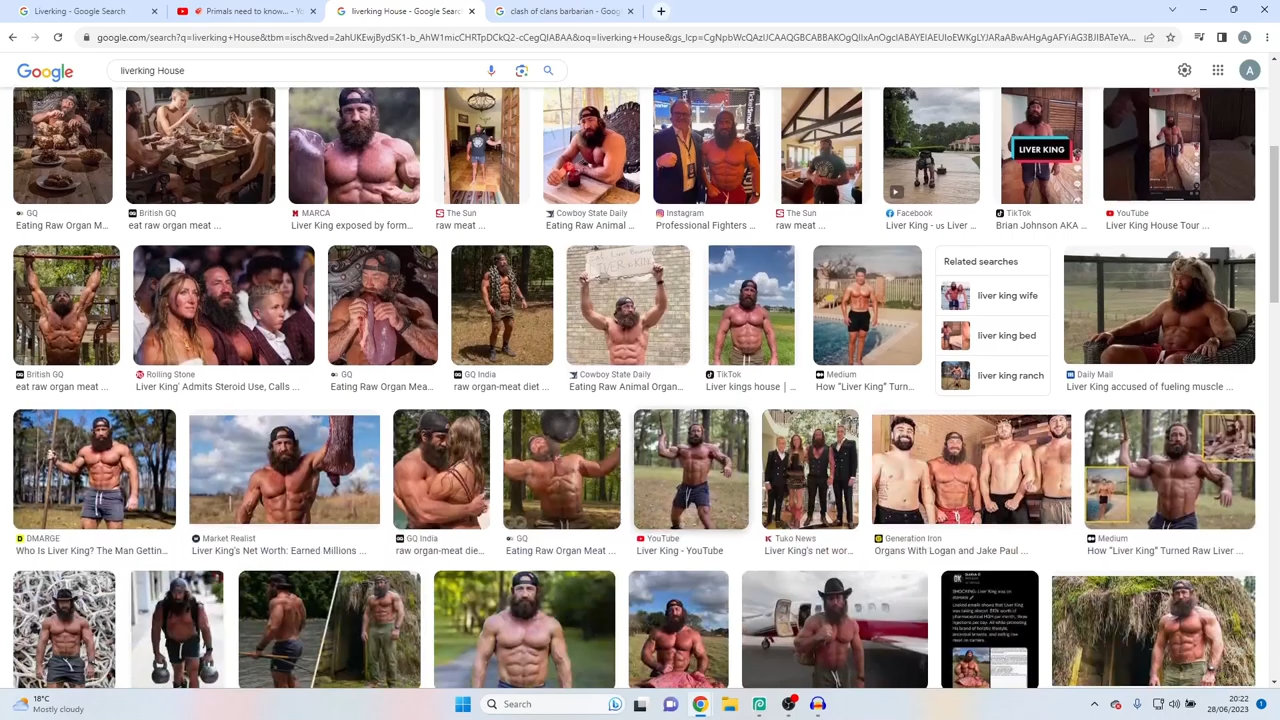 Liverking - Google Search
Primals need to know... - Yo
liverking House - Google Searc
clash of clans barbarian - Goog
google.com/search?q=liverking+House&tbm=isch&ved=2ahUKEwjBydSK1-b_AhW1micCHRTpDCkQ2-cCegQIABAA&oq=liverking+House&gs_lcp=CgNpbWcQAzUCAAQGBCABBAKOgQIIxAnOgcIABAYElAEUIoEWKgLYJARaABwAHgAgAFYiAG3BJIBATeYA...
A
Google
liverking House
A
LIVER KING
GQ
Eating Raw Organ M...
British GQ
eat raw organ meat ...
MARCA
Liver King exposed by form...
The Sun
raw meat ...
Cowboy State Daily
Eating Raw Animal ...
Instagram
Professional Fighters ...
The Sun
raw meat ...
Facebook
Liver King - us Liver ...
TikTok
Brian Johnson AKA ...
YouTube
Liver King House Tour ...
Related searches
liver king wife
liver king bed
liver king ranch
British GQ
eat raw organ meat ...
Rolling Stone
Liver King' Admits Steroid Use, Calls ...
GQ
Eating Raw Organ Mea...
GQ India
raw organ-meat diet ...
Cowboy State Daily
Eating Raw Animal Organ...
TikTok
Liver kings house | ...
Medium
How “Liver King” Turn...
Daily Mail
Liver King accused of fueling muscle ...
DMARGE
Who Is Liver King? The Man Gettin...
Market Realist
Liver King's Net Worth: Earned Millions ...
GQ India
raw organ-meat die...
GQ
Eating Raw Organ Meat ...
YouTube
Liver King - YouTube
Tuko News
Liver King's net wor...
Generation Iron
Organs With Logan and Jake Paul ...
Medium
How “Liver King” Turned Raw Liver ...
SHOCKING: Liver King was on
18°C
Mostly cloudy
Search
20:22
28/06/2023